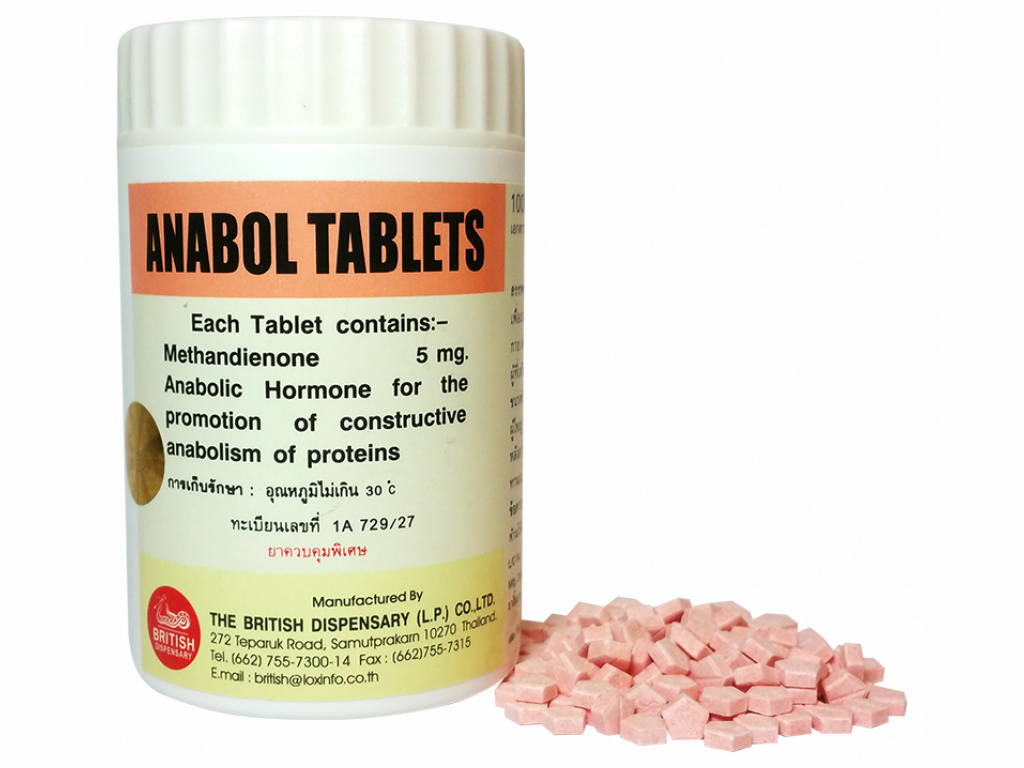 ANABOL TABLETS
Each Tablet contains:–
Methandienone 5 mg.
Anabolic Hormone for the
promotion of constructive
anabolism of proteins
การเก็บรักษา : อุณหภูมิไม่เกิน 30 ํc
ทะเบียนเลขที่ 1A 729/27
ยาควบคุมพิเศษ
BRITISH
DISPENSARY
Manufactured By
THE BRITISH DISPENSARY (L.P.) CO.,LTD.
272 Teparuk Road, Samutprakarn 10270 Thailand.
Tel. (662) 755-7300-14 Fax : (662)755-7315
E.mail : british@loxinfo.co.th